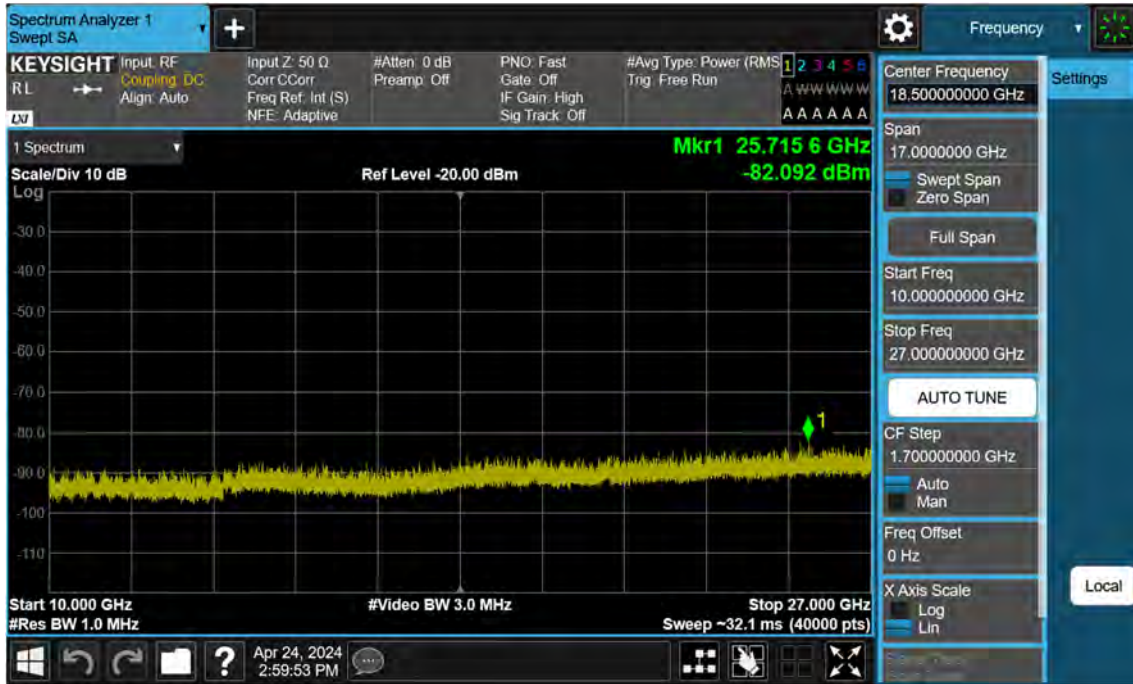 Spectrum Analyzer 1
Swept SA
Frequency
KEYSIGHT
RL
LXI
Input: RF
Coupling: DC
Align: Auto
Input Z: 50 Ω
Corr CCorr
Freq Ref: Int (S)
NFE: Adaptive
#Atten: 0 dB
Preamp: Off
PNO: Fast
Gate: Off
IF Gain: High
Sig Track: Off
#Avg Type: Power (RMS
Trig: Free Run
1 2 3 4 5 6
A W W W W W
A A A A A A
1 Spectrum
Mkr1 25.715 6 GHz
-82.092 dBm
Scale/Div 10 dB
Ref Level -20.00 dBm
Log
-30.0
-40.0
-50.0
-60.0
-70.0
-80.0
-90.0
-100
-110
1
Start 10.000 GHz
#Video BW 3.0 MHz
Stop 27.000 GHz
#Res BW 1.0 MHz
Sweep ~32.1 ms (40000 pts)
Apr 24, 2024
2:59:53 PM
Center Frequency
18.500000000 GHz
Settings
Span
17.0000000 GHz
Swept Span
Zero Span
Full Span
Start Freq
10.000000000 GHz
Stop Freq
27.000000000 GHz
AUTO TUNE
CF Step
1.700000000 GHz
Auto
Man
Freq Offset
0 Hz
X Axis Scale
Log
Lin
Local